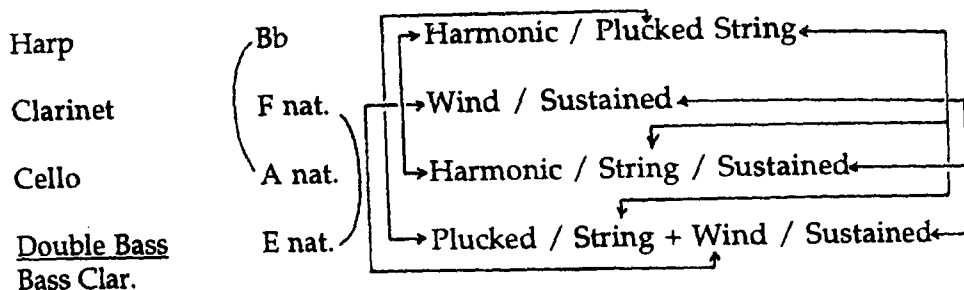 Harp Bb Harmonic / Plucked String
Clarinet F nat. Wind / Sustained
Cello A nat. Harmonic / String / Sustained
Double Bass E nat. Plucked / String + Wind / Sustained
Bass Clar.